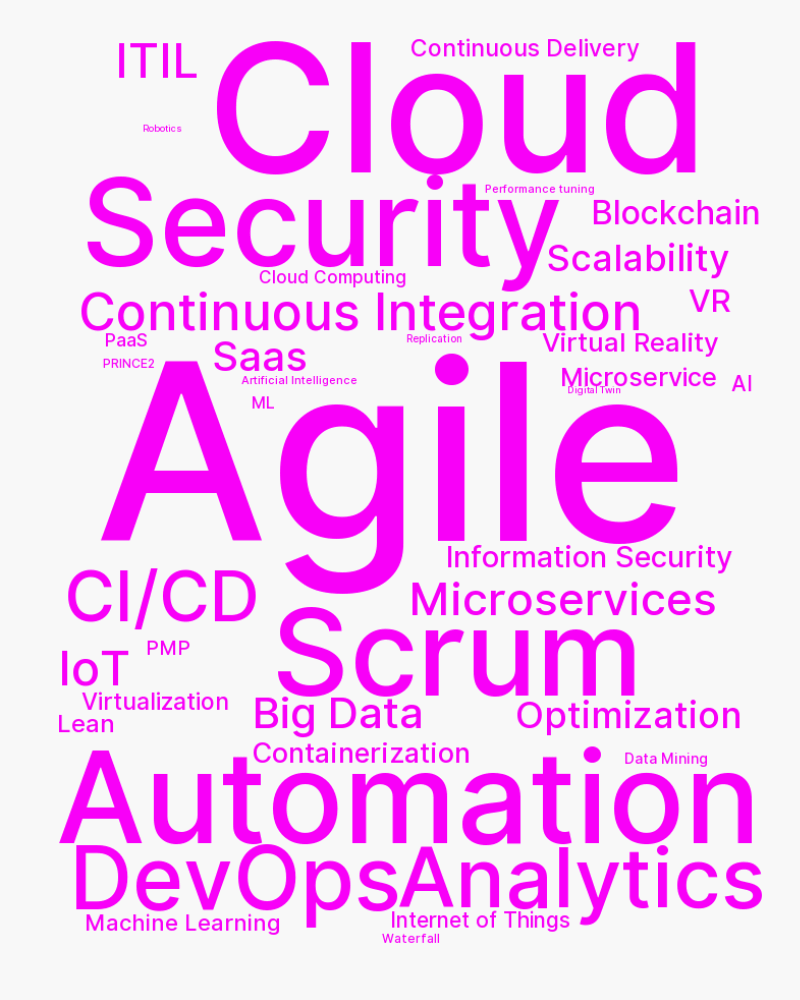 ITIL
Continuous Delivery
Cloud
Robotics
Security
Performance tuning
Blockchain
Scalability
Cloud Computing
Continuous Integration
VR
PaaS
Replication
Virtual Reality
Saas
PRINCE2
Artificial Intelligence
Microservice
AI
Digital Twin
ML
Agile
Information Security
CI/CD
Microservices
Scrum
PMP
IoT
Virtualization
Big Data
Optimization
Lean
Containerization
Data Mining
Automation
DevOps
Analytics
Machine Learning
Internet of Things
Waterfall